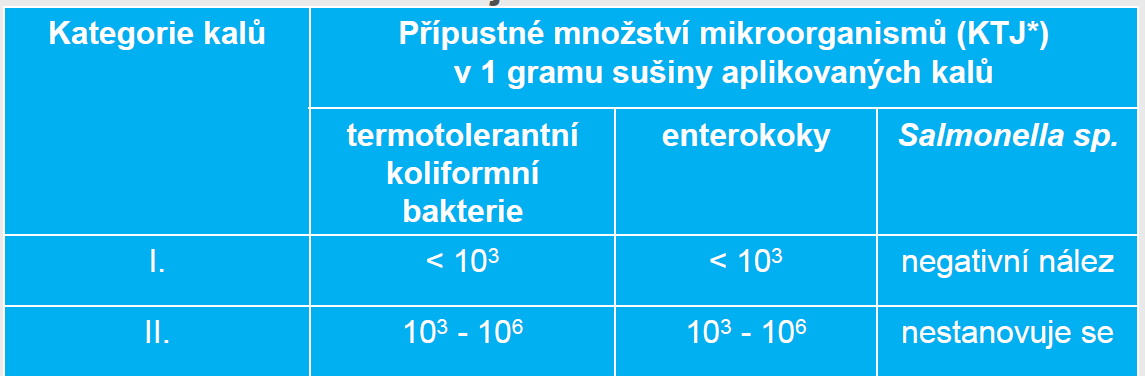 Kategorie kalů
Přípustné množství mikroorganismů (KTJ*)
v 1 gramu sušiny aplikovaných kalů
termotolerantní
koliformní
bakterie
enterokoky
Salmonella sp.
I.
< 10³
< 10³
negativní nález
II.
10³ - 10⁶
10³ - 10⁶
nestanovuje se